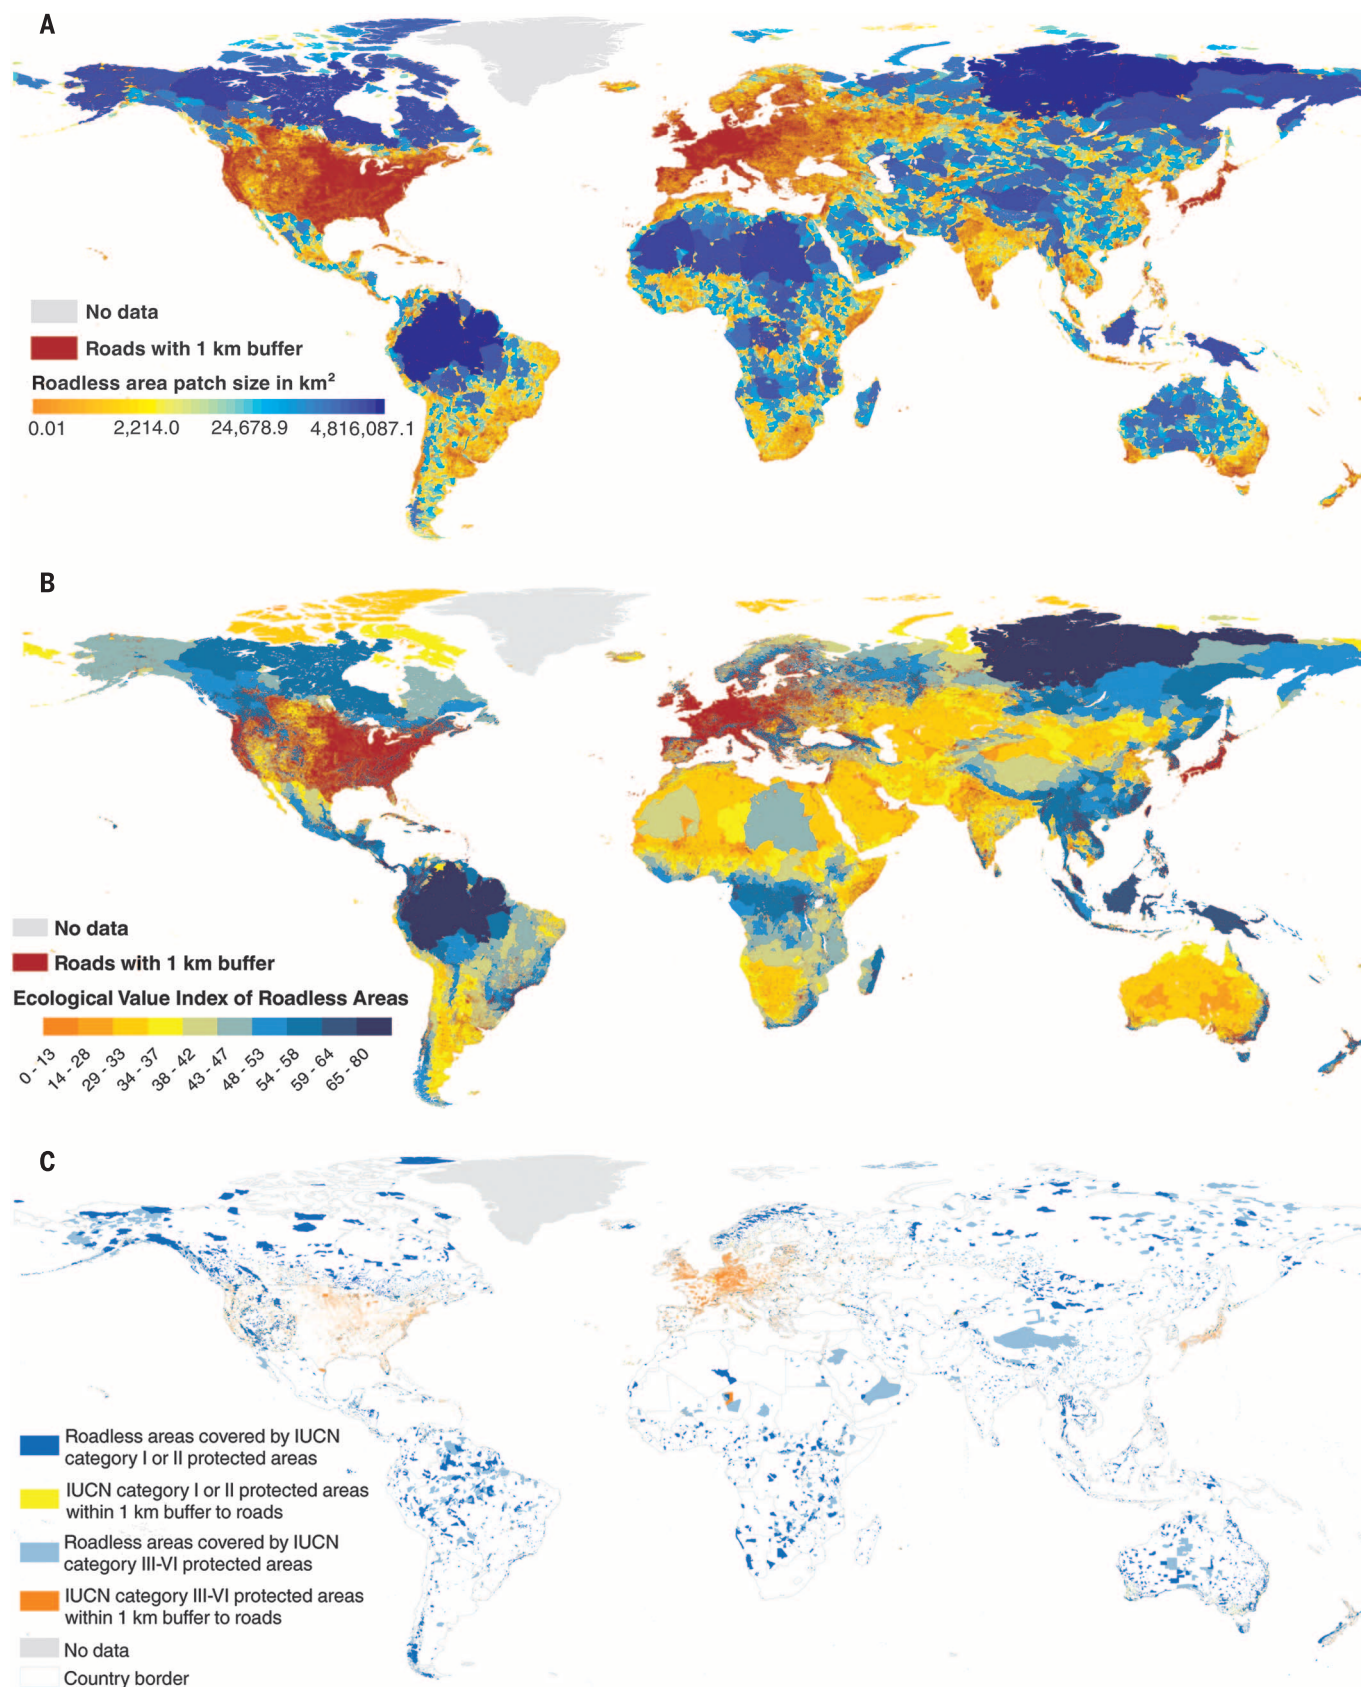 A
No data
Roads with 1 km buffer
Roadless area patch size in km²
0.01 2,214.0 24,678.9 4,816,087.1
B
No data
Roads with 1 km buffer
Ecological Value Index of Roadless Areas
0 - 13
14 - 28
29 - 33
34 - 37
38 - 42
43 - 47
48 - 53
54 - 58
59 - 64
65 - 80
C
Roadless areas covered by IUCN
category I or II protected areas
IUCN category I or II protected areas
within 1 km buffer to roads
Roadless areas covered by IUCN
category III-VI protected areas
IUCN category III-VI protected areas
within 1 km buffer to roads
No data
Country border